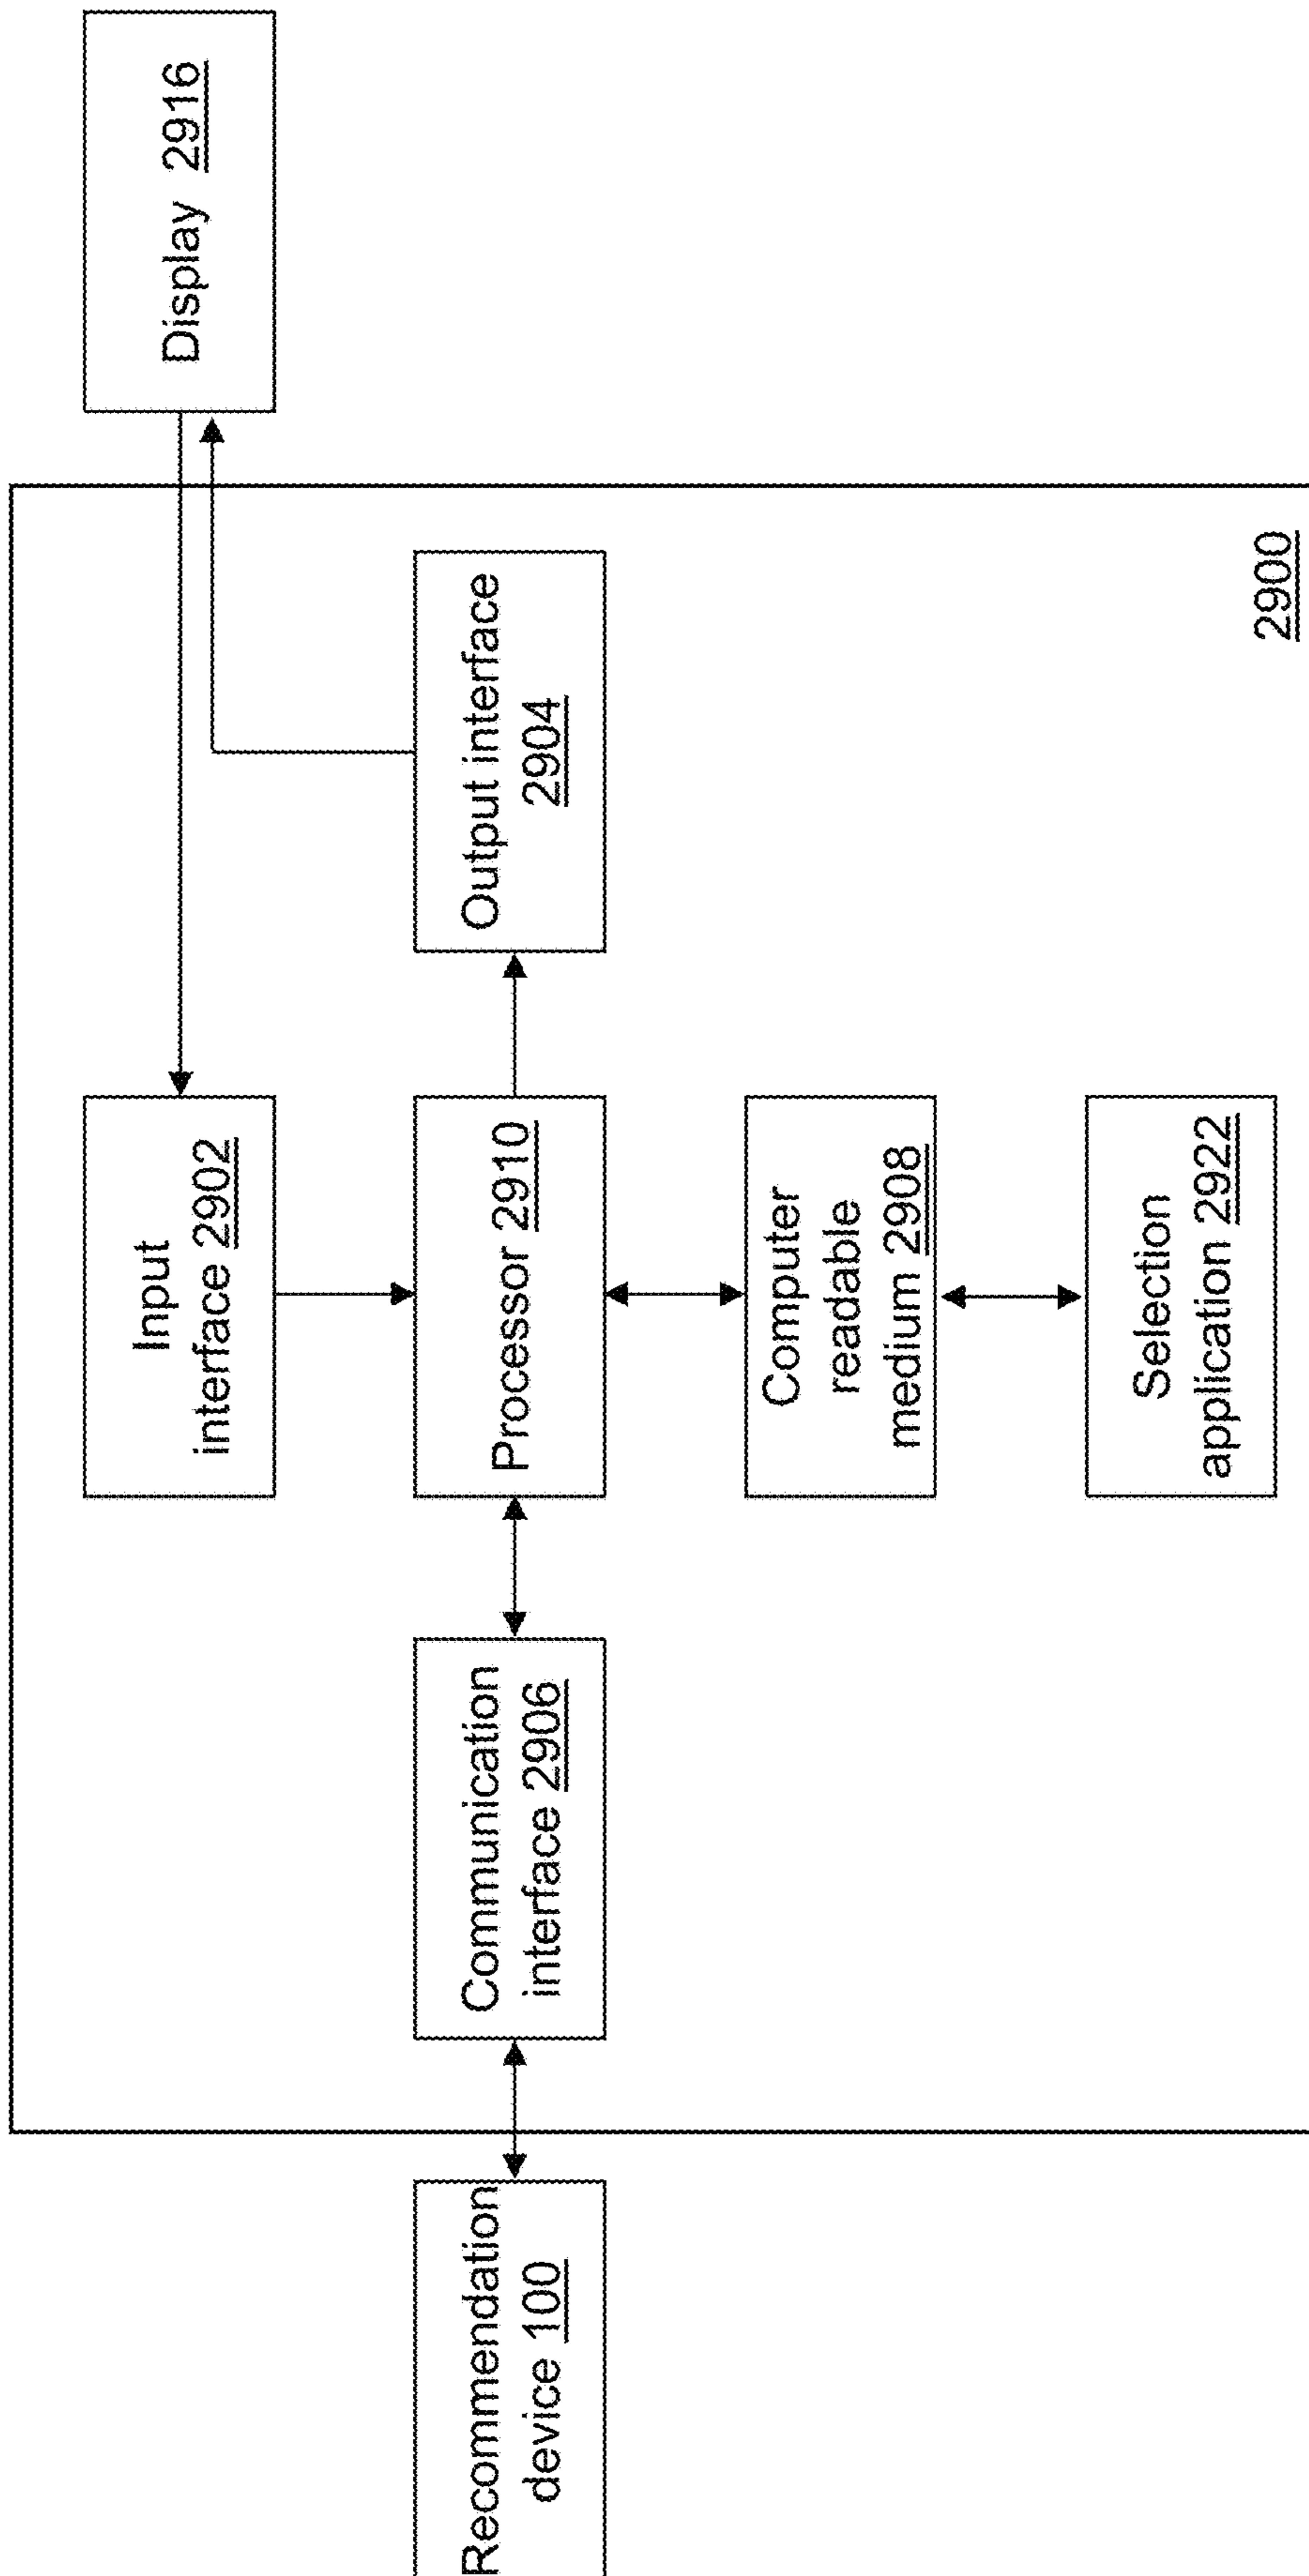 Input
interface 2902
Display 2916
Recommendation
device 100
Communication
interface 2906
Processor 2910
Output interface
2904
Computer
readable
medium 2908
Selection
application 2922
2900